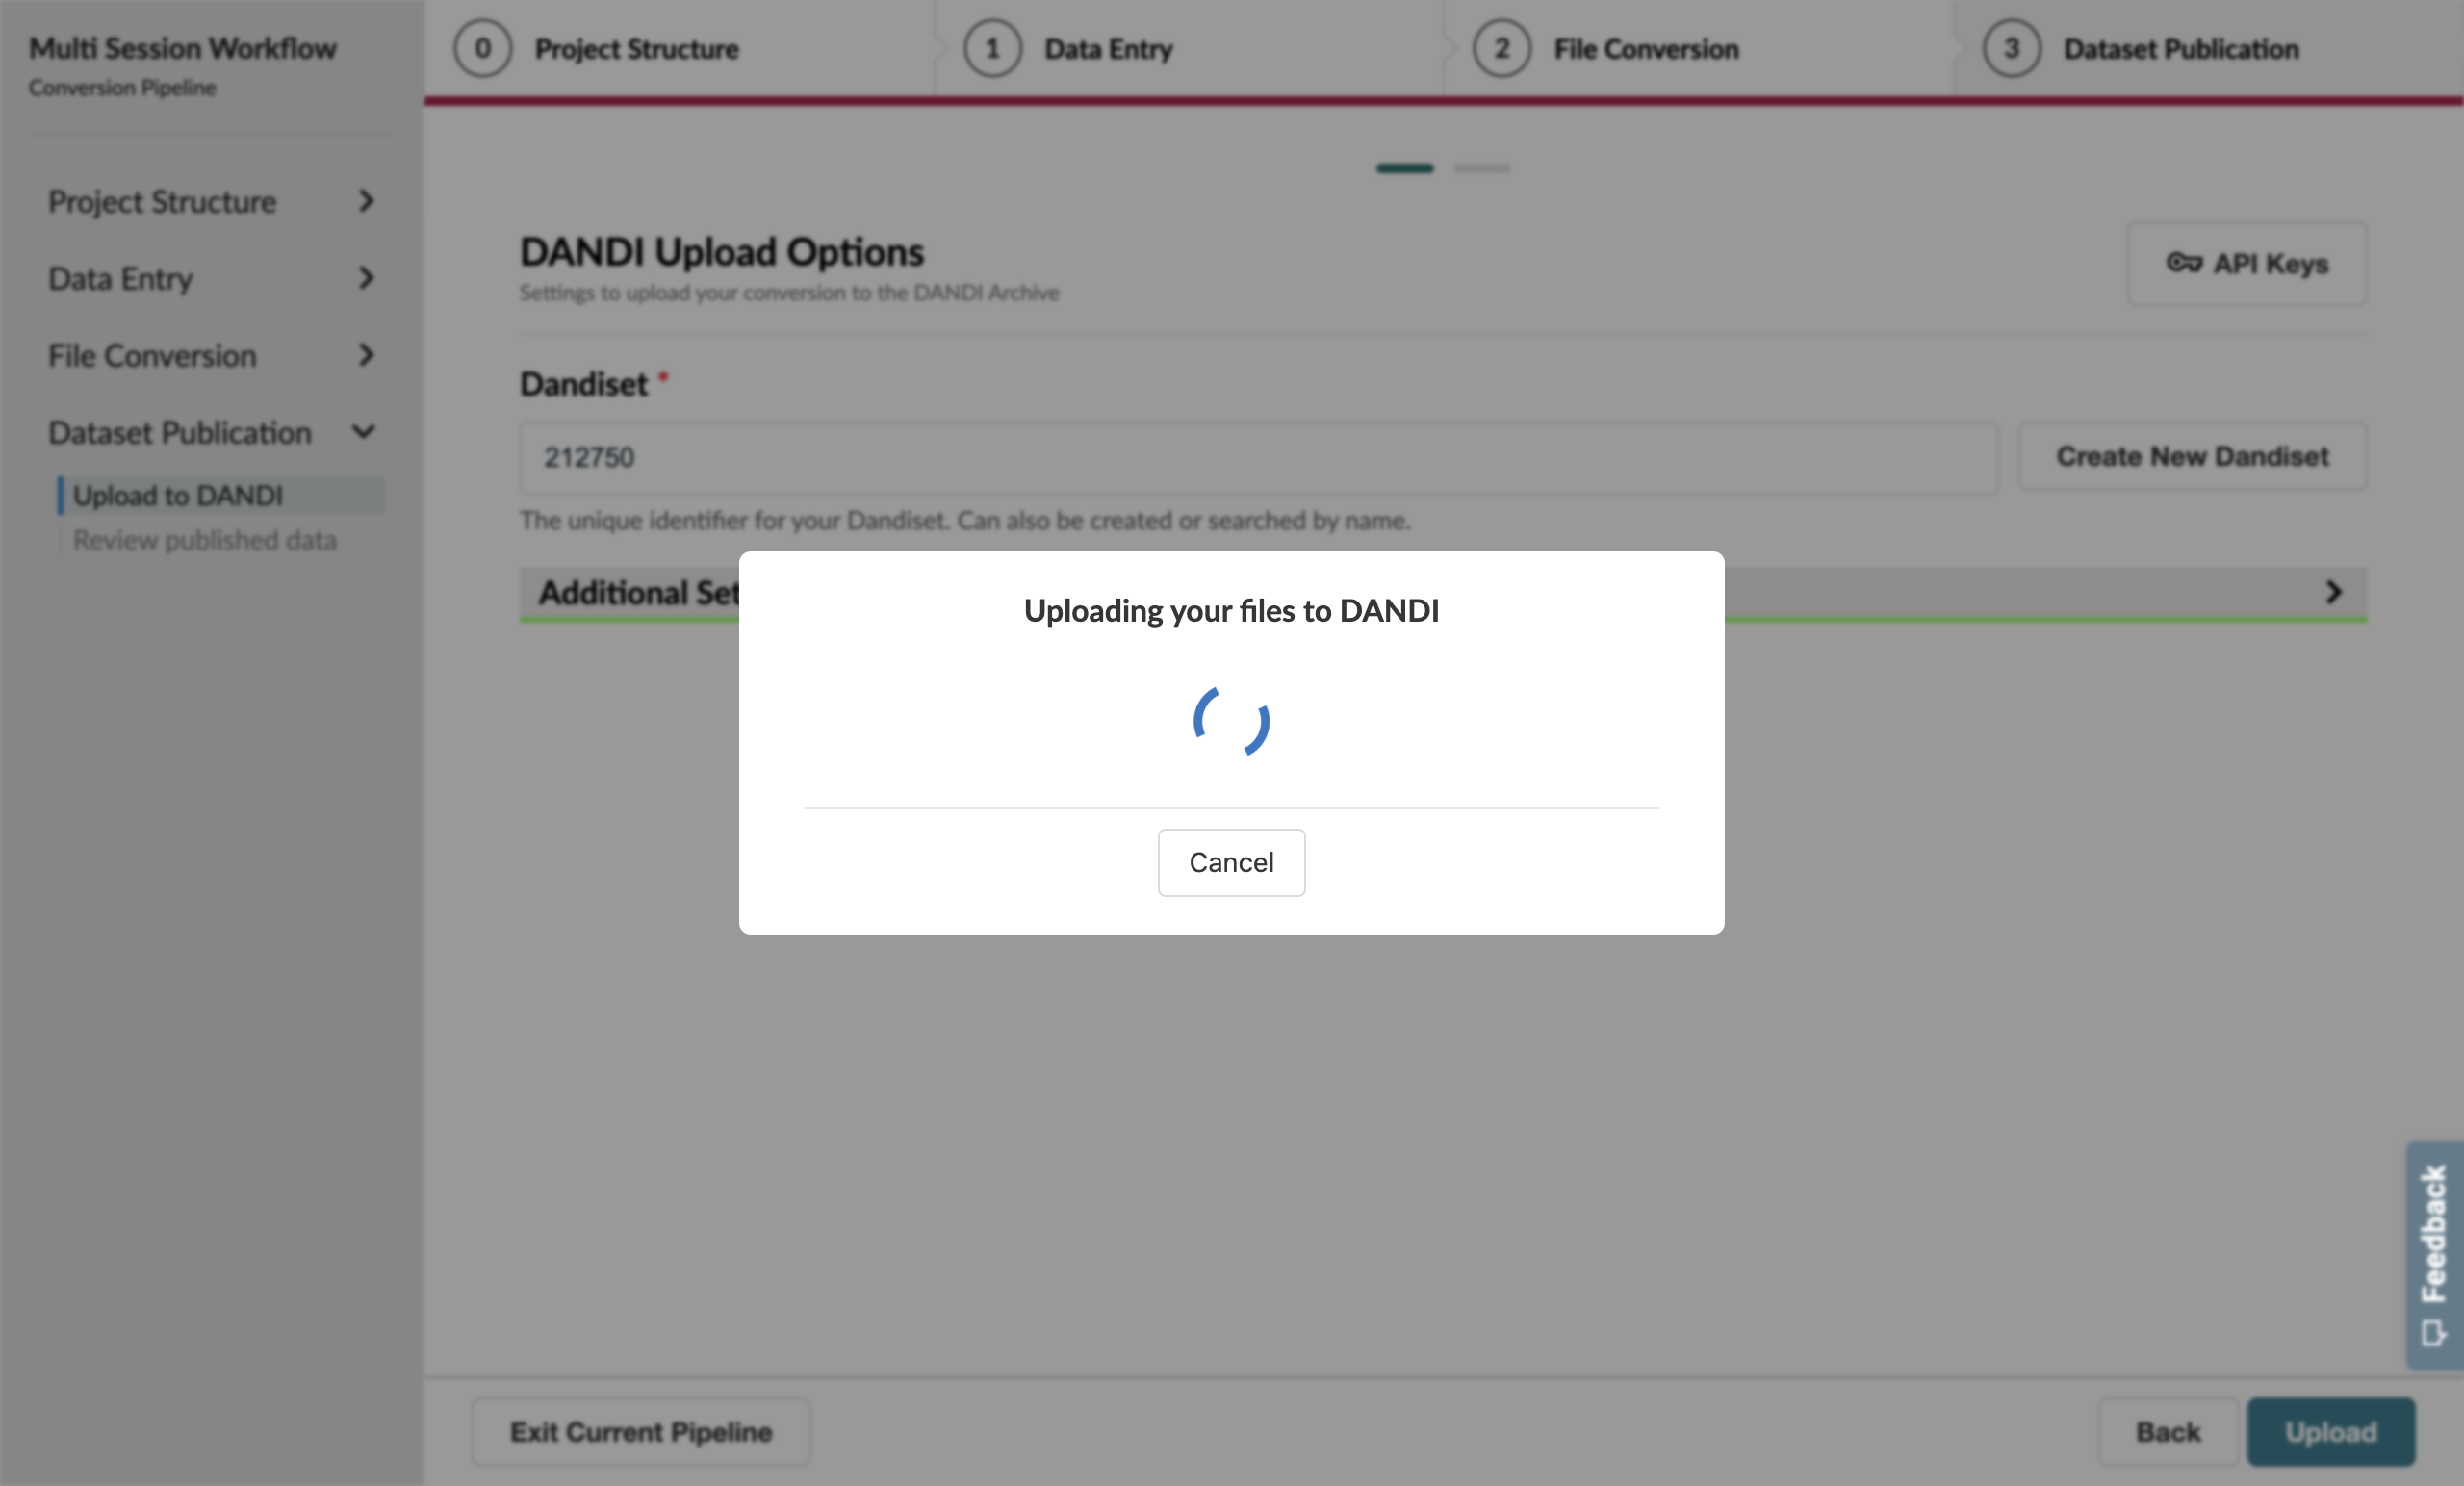 Multi Session Workflow
Conversion Pipeline
Project Structure
Data Entry
File Conversion
Dataset Publication
Upload to DANDI
Review published data
0 Project Structure
1 Data Entry
2 File Conversion
3 Dataset Publication
DANDI Upload Options
Settings to upload your conversion to the DANDI Archive
API Keys
Dandiset *
212750
Create New Dandiset
The unique identifier for your Dandiset. Can also be created or searched by name.
Additional Set
Uploading your files to DANDI
Cancel
Feedback
Exit Current Pipeline
Back
Upload